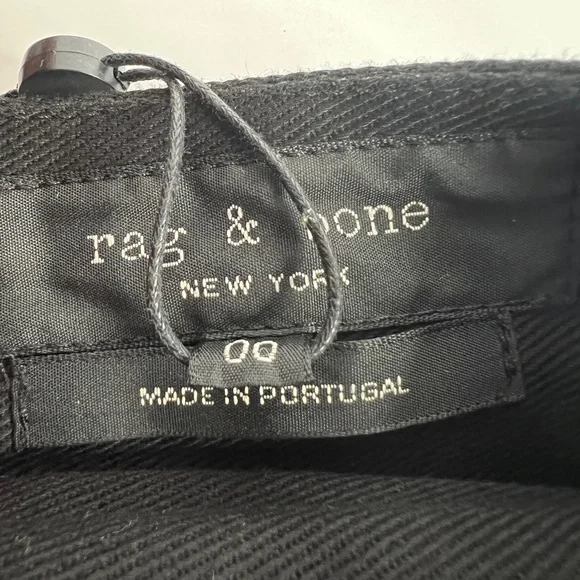 rag & bone
NEW YORK
00
MADE IN PORTUGAL